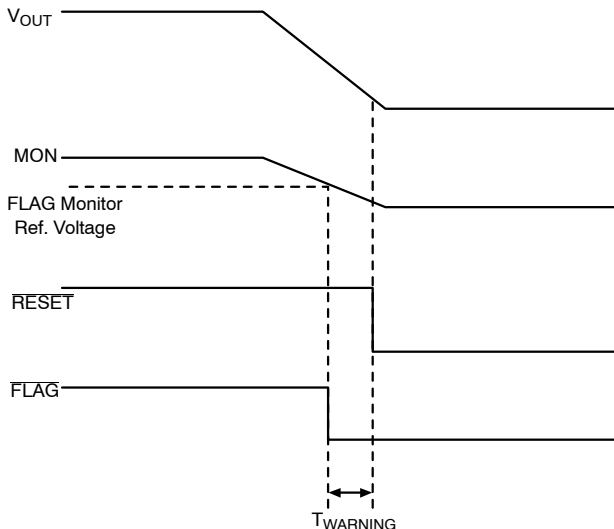 VOUT
MON
FLAG Monitor
Ref. Voltage
RESET
FLAG
TWARNING